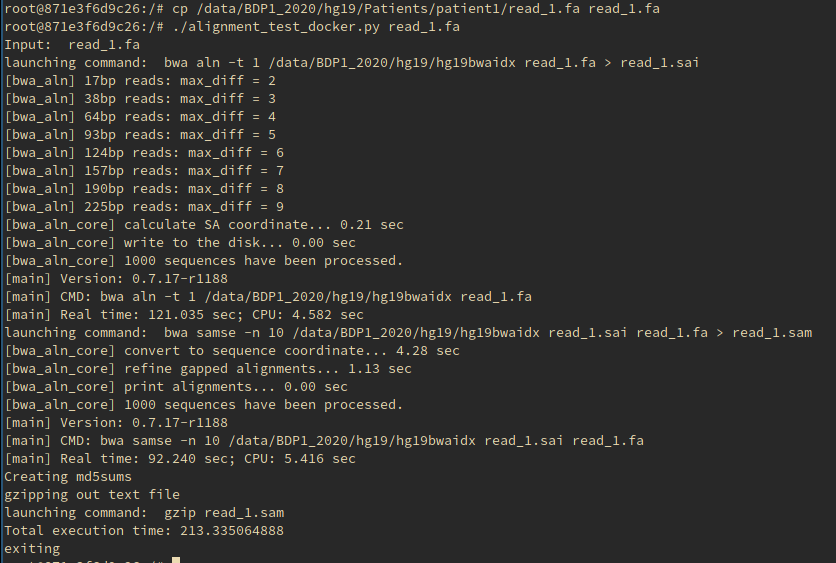 root@871e3f6d9c26:/# cp /data/BDP1_2020/hg19/Patients/patient1/read_1.fa read_1.fa
root@871e3f6d9c26:/# ./alignment_test_docker.py read_1.fa
Input:  read_1.fa
launching command:  bwa aln -t 1 /data/BDP1_2020/hg19/hg19bwaidx read_1.fa > read_1.sai
[bwa_aln] 17bp reads: max_diff = 2
[bwa_aln] 38bp reads: max_diff = 3
[bwa_aln] 64bp reads: max_diff = 4
[bwa_aln] 93bp reads: max_diff = 5
[bwa_aln] 124bp reads: max_diff = 6
[bwa_aln] 157bp reads: max_diff = 7
[bwa_aln] 190bp reads: max_diff = 8
[bwa_aln] 225bp reads: max_diff = 9
[bwa_aln_core] calculate SA coordinate... 0.21 sec
[bwa_aln_core] write to the disk... 0.00 sec
[bwa_aln_core] 1000 sequences have been processed.
[main] Version: 0.7.17-r1188
[main] CMD: bwa aln -t 1 /data/BDP1_2020/hg19/hg19bwaidx read_1.fa
[main] Real time: 121.035 sec; CPU: 4.582 sec
launching command:  bwa samse -n 10 /data/BDP1_2020/hg19/hg19bwaidx read_1.sai read_1.fa > read_1.sam
[bwa_aln_core] convert to sequence coordinate... 4.28 sec
[bwa_aln_core] refine gapped alignments... 1.13 sec
[bwa_aln_core] print alignments... 0.00 sec
[bwa_aln_core] 1000 sequences have been processed.
[main] Version: 0.7.17-r1188
[main] CMD: bwa samse -n 10 /data/BDP1_2020/hg19/hg19bwaidx read_1.sai read_1.fa
[main] Real time: 92.240 sec; CPU: 5.416 sec
Creating md5sums
gzipping out text file
launching command:  gzip read_1.sam
Total execution time: 213.335064888
exiting